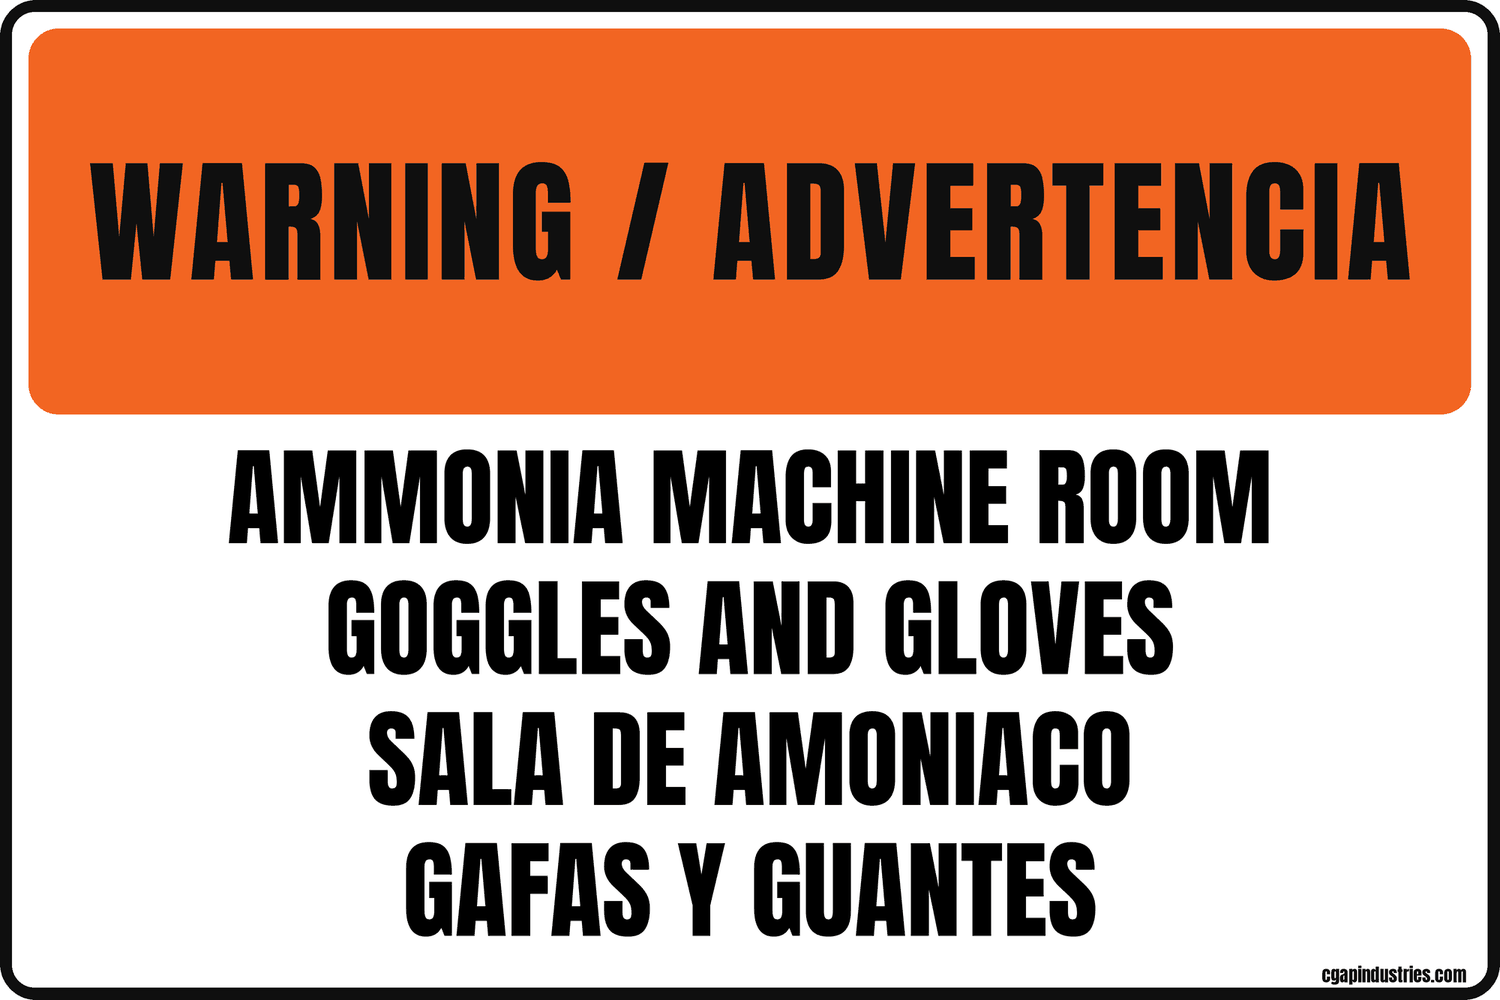 WARNING / ADVERTENCIA
AMMONIA MACHINE ROOM
GOGGLES AND GLOVES
SALA DE AMONIACO
GAFAS Y GUANTES
cgapindustries.com